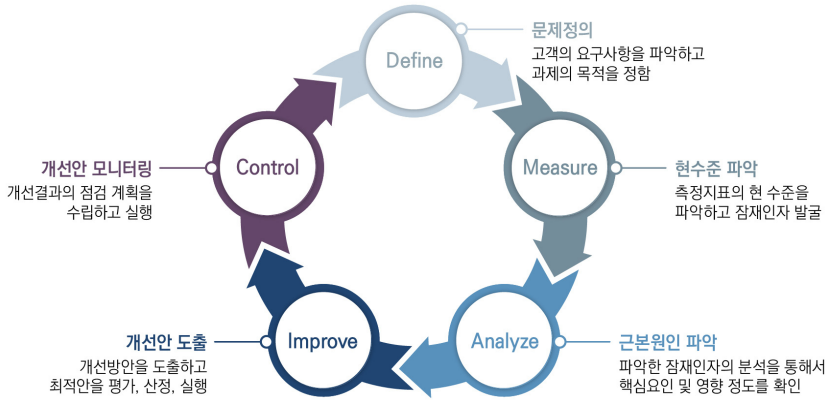 Define
문제정의
고객의 요구사항을 파악하고
과제의 목적을 정함
Measure
현수준 파악
측정지표의 현 수준을
파악하고 잠재인자 발굴
Analyze
근본원인 파악
파악한 잠재인자의 분석을 통해서
핵심요인 및 영향 정도를 확인
Improve
개선안 도출
개선방안을 도출하고
최적안을 평가, 산정, 실행
Control
개선안 모니터링
개선결과의 점검 계획을
수립하고 실행